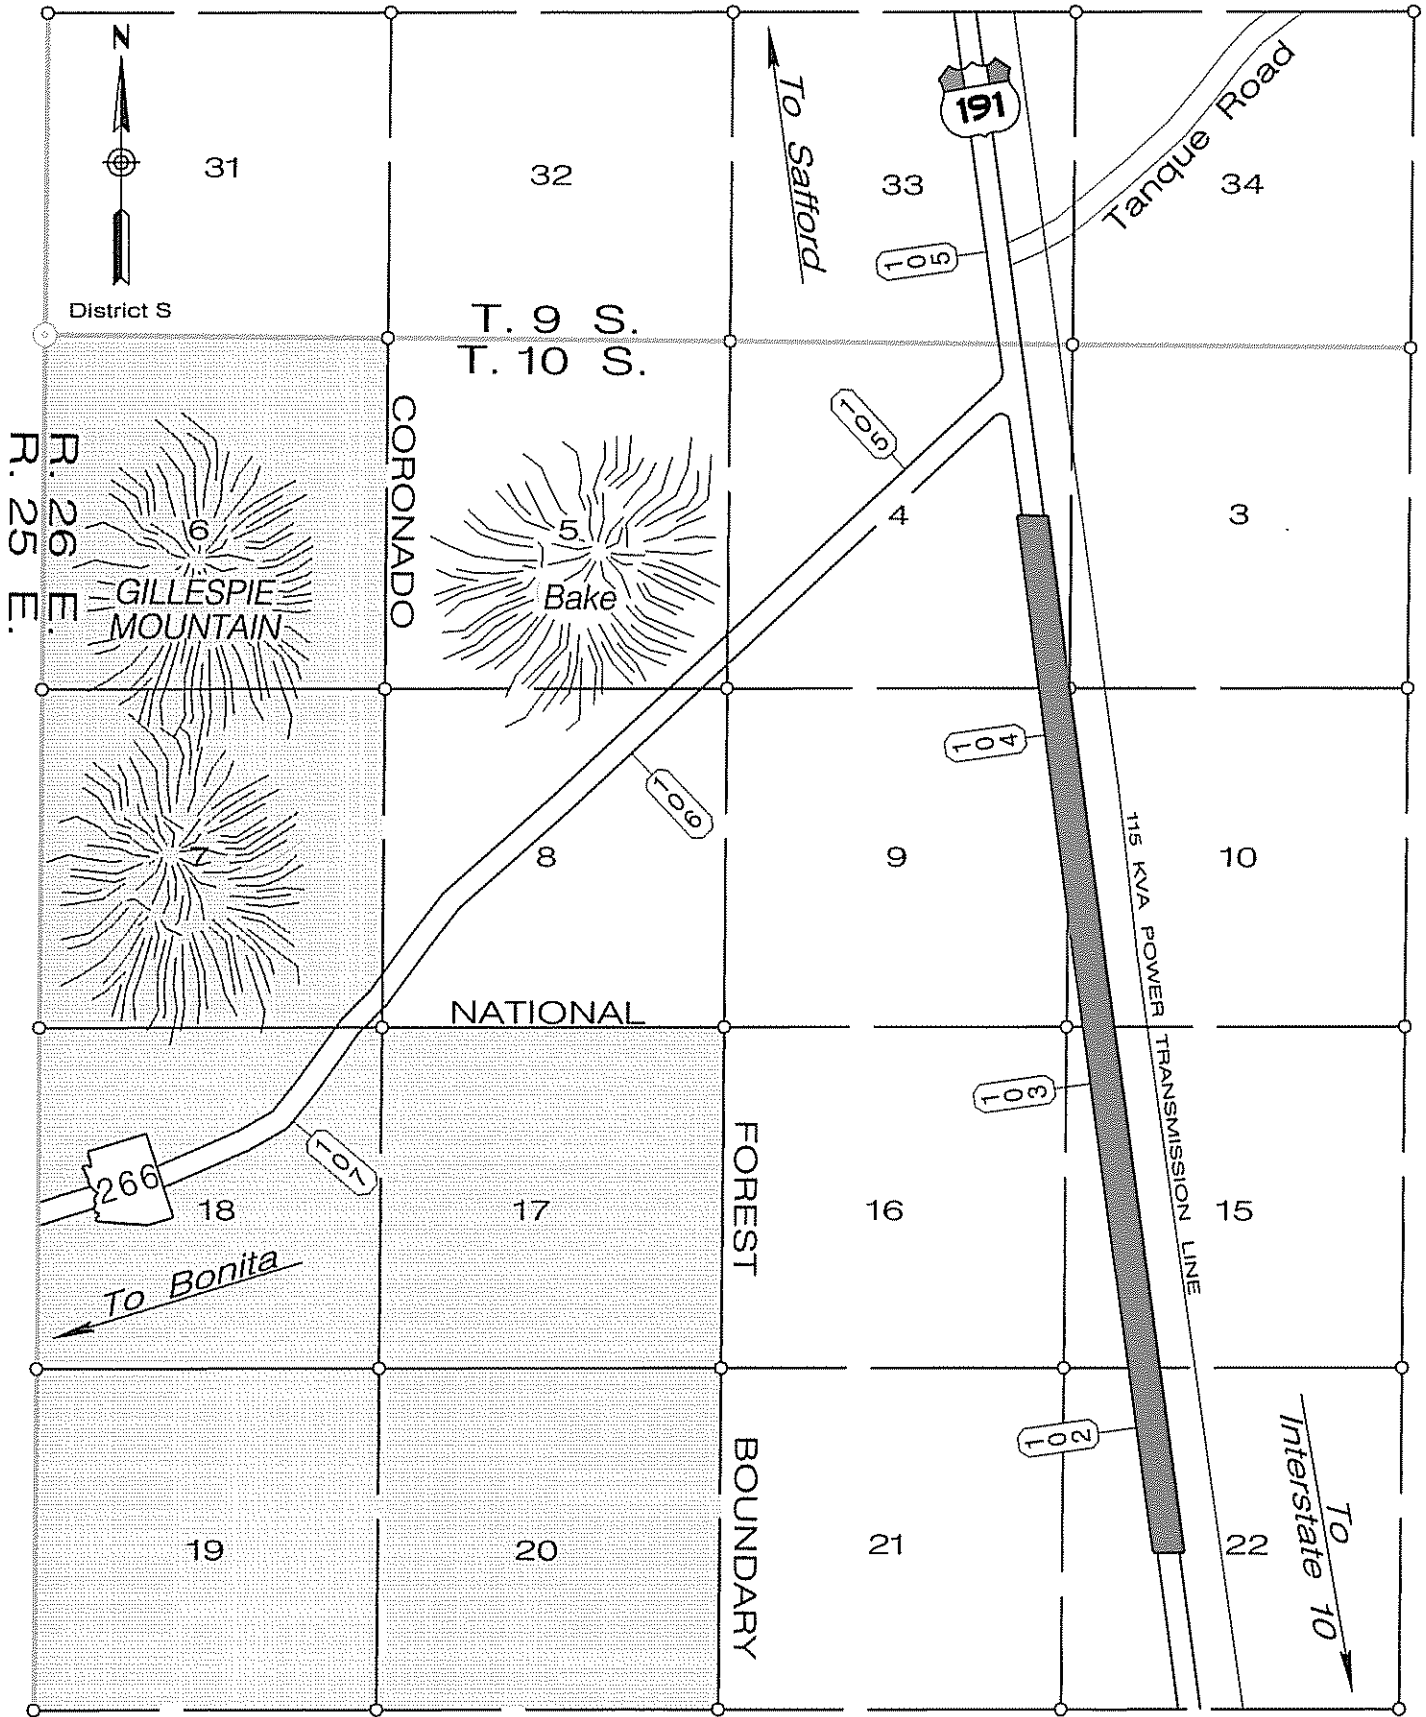 N
191
To Safford
Tanque Road
31
32
33
34
105
District S
T. 9 S.
T. 10 S.
R. 26 E.
R. 25 E.
CORONADO
105
6
GILLESPIE
MOUNTAIN
5
Bake
4
3
104
106
7
8
9
10
115 KVA POWER TRANSMISSION LINE
NATIONAL
103
107
FOREST
266
18
17
16
15
To Bonita
102
BOUNDARY
To
Interstate 10
19
20
21
22